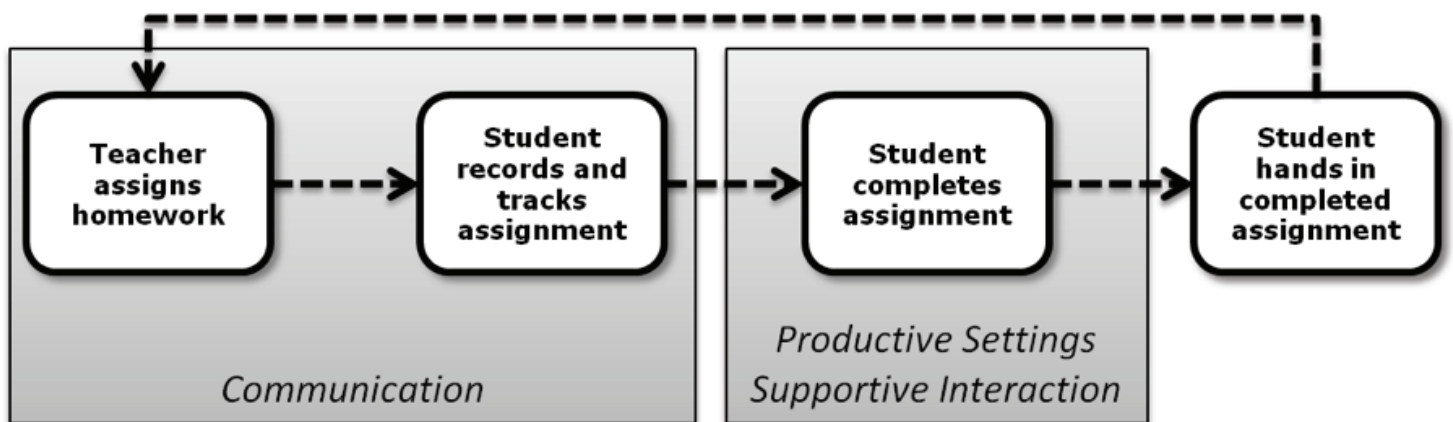 Teacher
assigns
homework
Student
records and
tracks
assignment
Student
completes
assignment
Student
hands in
completed
assignment
Communication
Productive Settings
Supportive Interaction